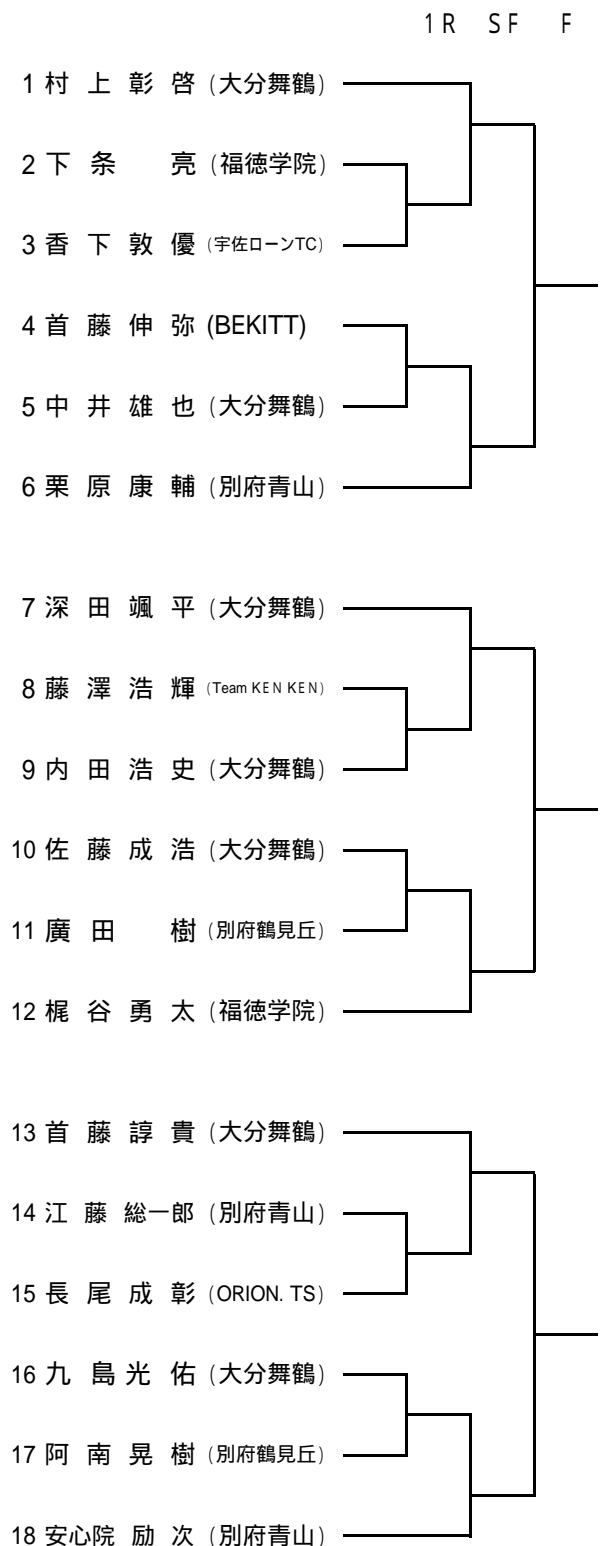 1R SF F
1 村上彰啓 (大分舞鶴)
2 下条 亮 (福徳学院)
3 香下敦優 (宇佐ローンTC)
4 首藤伸弥 (BEKITT)
5 中井雄也 (大分舞鶴)
6 栗原康輔 (別府青山)
7 深田颯平 (大分舞鶴)
8 藤澤浩輝 (Team KEN KEN)
9 内田浩史 (大分舞鶴)
10 佐藤成浩 (大分舞鶴)
11 廣田 樹 (別府鶴見丘)
12 梶谷勇太 (福徳学院)
13 首藤諄貴 (大分舞鶴)
14 江藤総一郎 (別府青山)
15 長尾成彰 (ORION. TS)
16 九島光佑 (大分舞鶴)
17 阿南晃樹 (別府鶴見丘)
18 安心院励次 (別府青山)